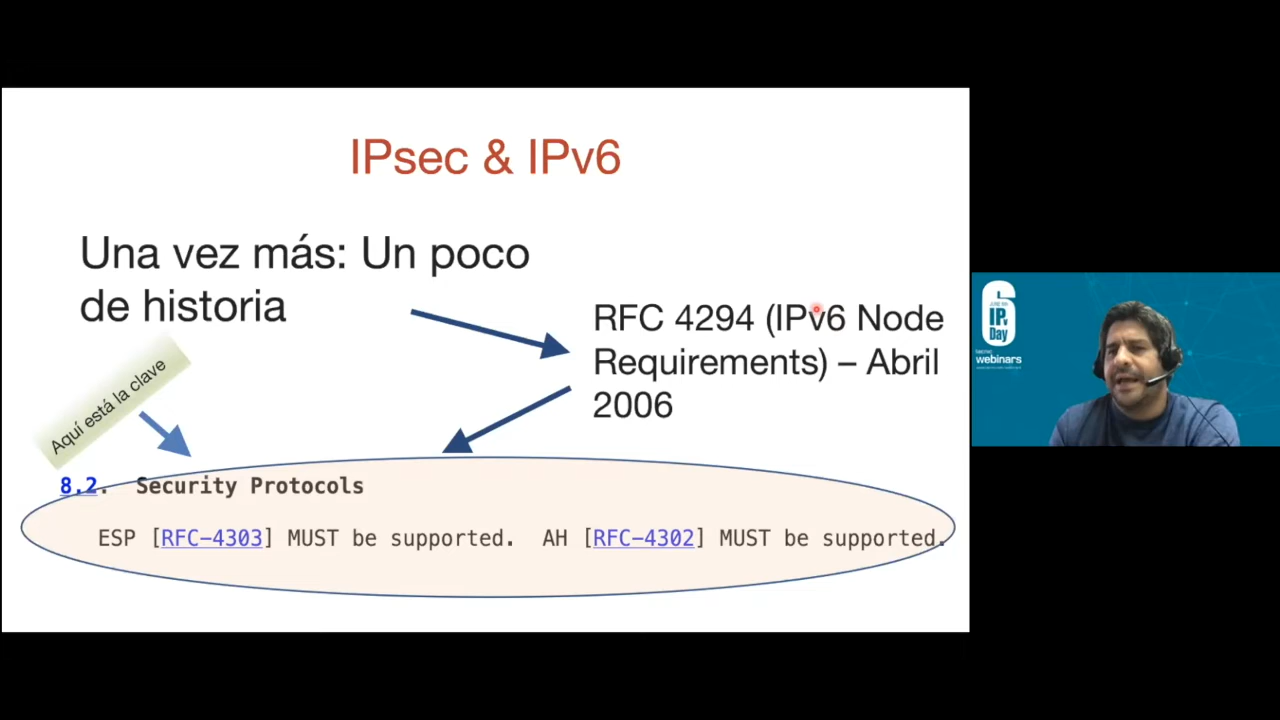 IPsec & IPv6
Una vez más: Un poco
de historia
RFC 4294 (IPv6 Node
Requirements) – Abril
2006
Aquí está la clave
8.2. Security Protocols
ESP [RFC-4303] MUST be supported. AH [RFC-4302] MUST be supported.
6
IPv
Day
webinars